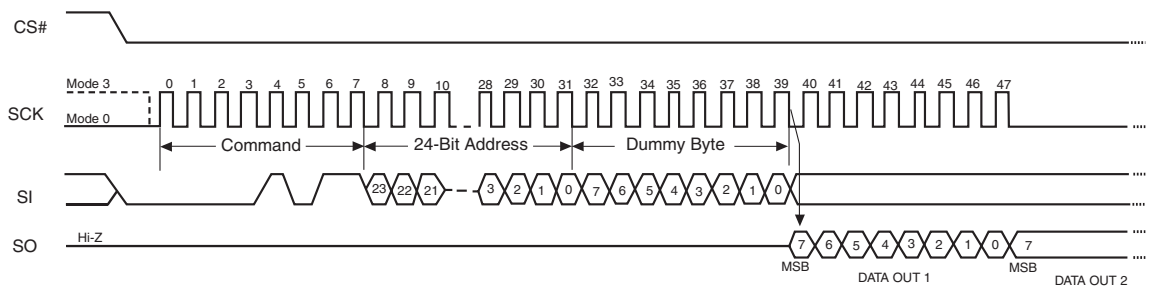 CS#
Mode 3
0 1 2 3 4 5 6 7 8 9 10 28 29 30 31 32 33 34 35 36 37 38 39 40 41 42 43 44 45 46 47
SCK
Mode 0
Command 24-Bit Address Dummy Byte
SI
23 22 21 3 2 1 0 7 6 5 4 3 2 1 0
Hi-Z
SO
7 6 5 4 3 2 1 0 7
MSB MSB
DATA OUT 1 DATA OUT 2